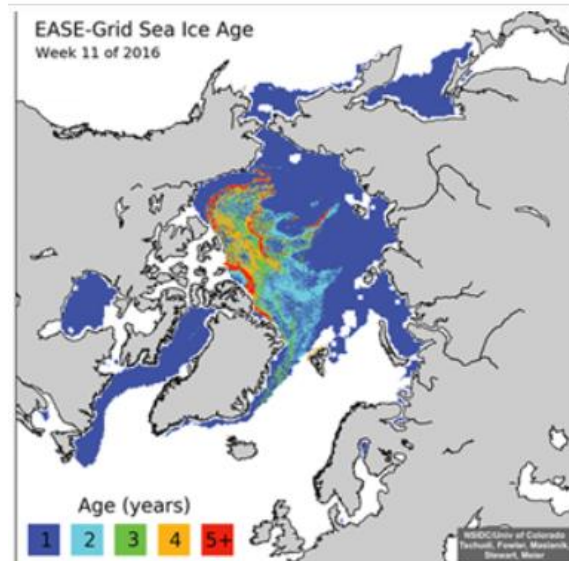 EASE-Grid Sea Ice Age
Week 11 of 2016
Age (years)
1 2 3 4 5+
NSIDC/Univ of Colorado
Tschudi, Fowler, Maslanik,
Stewart, Meier